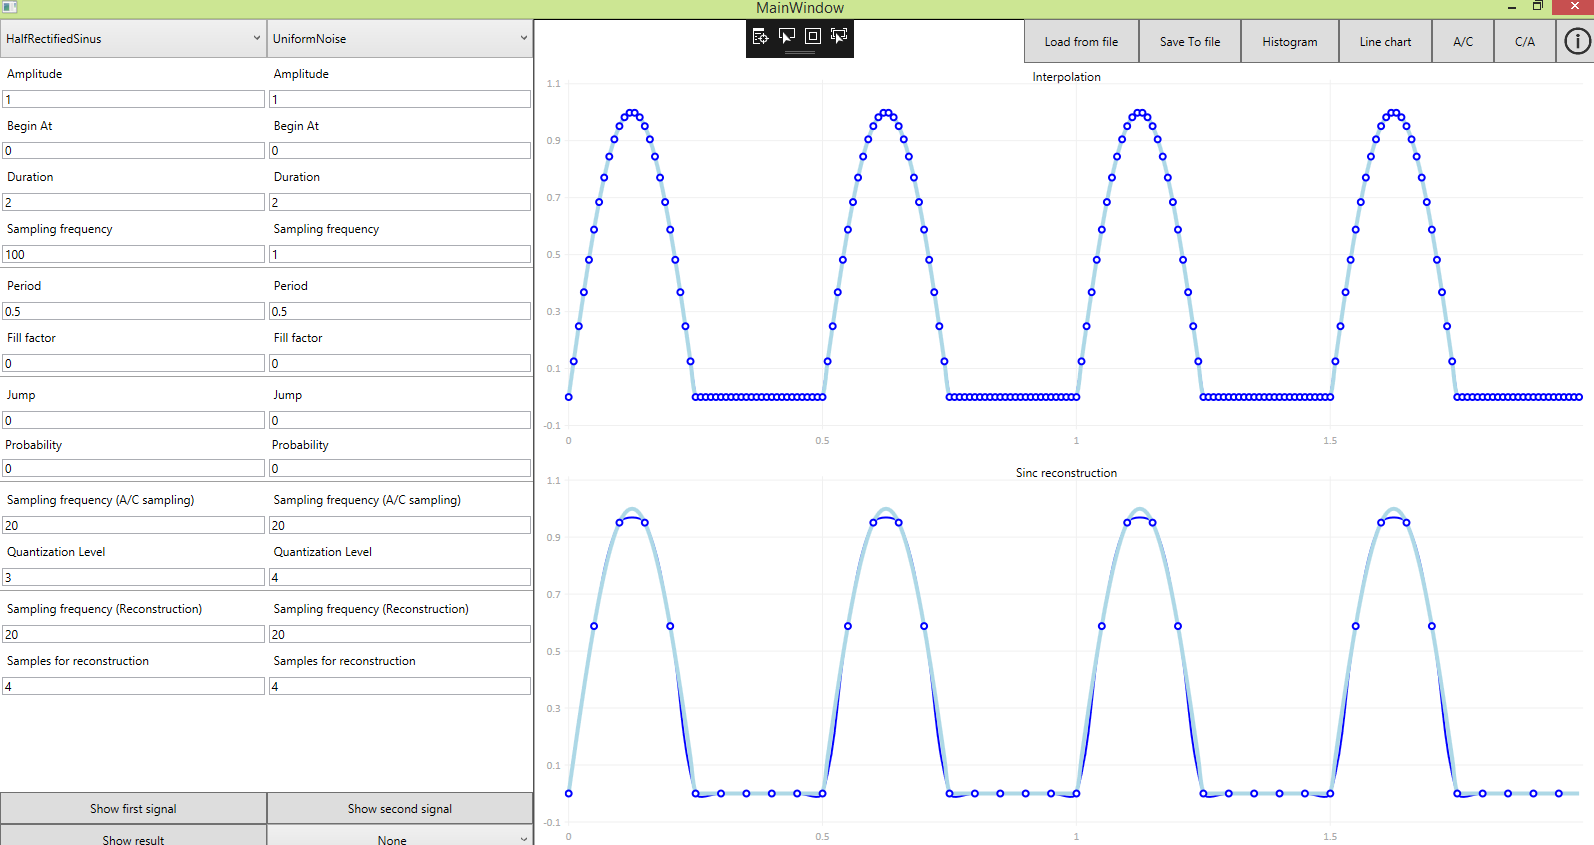 MainWindow
HalfRectifiedSinus UniformNoise
Load from file Save To file Histogram Line chart A/C C/A
Amplitude Amplitude
1 1
Begin At Begin At
0 0
Duration Duration
2 2
Sampling frequency Sampling frequency
100 1
Period Period
0.5 0.5
Fill factor Fill factor
0 0
Jump Jump
0 0
Probability Probability
0 0
Sampling frequency (A/C sampling) Sampling frequency (A/C sampling)
20 20
Quantization Level Quantization Level
3 4
Sampling frequency (Reconstruction) Sampling frequency (Reconstruction)
20 20
Samples for reconstruction Samples for reconstruction
4 4
Show first signal Show second signal
Show result None
Interpolation
1.1
0.9
0.7
0.5
0.3
0.1
-0.1
0 0.5 1 1.5
Sinc reconstruction
1.1
0.9
0.7
0.5
0.3
0.1
-0.1
0 0.5 1 1.5